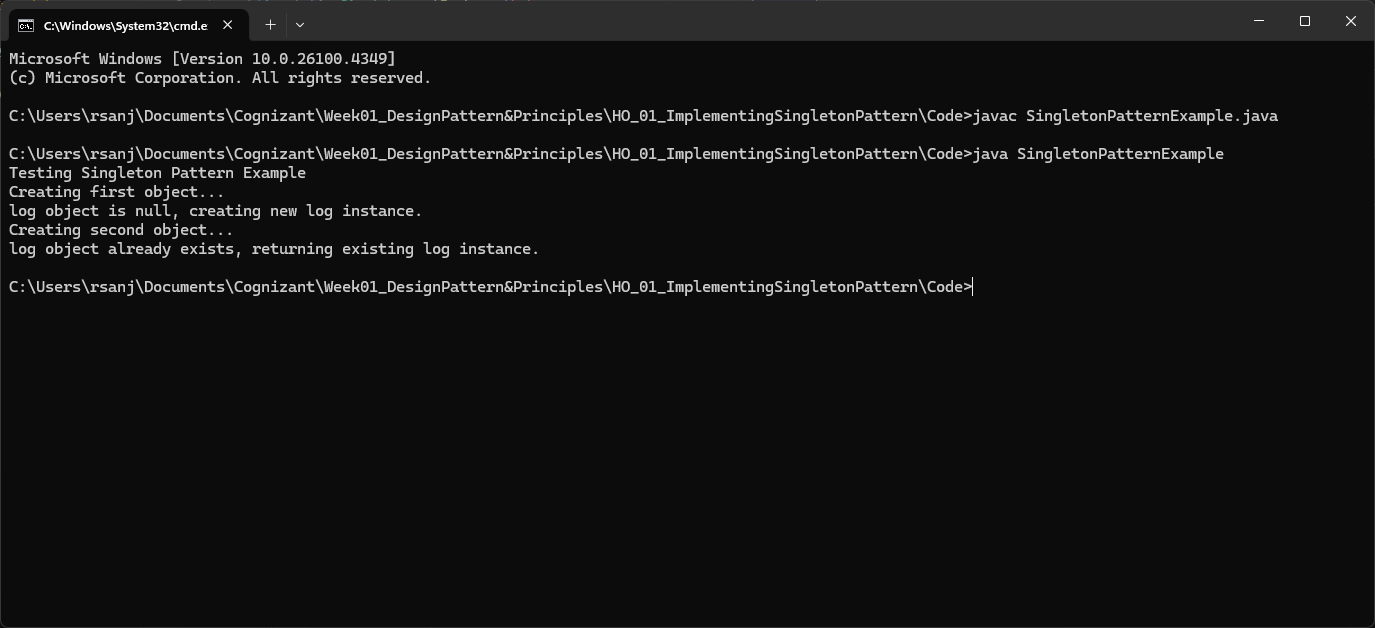 C:\Windows\System32\cmd.e
Microsoft Windows [Version 10.0.26100.4349]
(c) Microsoft Corporation. All rights reserved.
C:\Users\rsanj\Documents\Cognizant\Week01_DesignPattern&Principles\HO_01_ImplementingSingletonPattern\Code>javac SingletonPatternExample.java
C:\Users\rsanj\Documents\Cognizant\Week01_DesignPattern&Principles\HO_01_ImplementingSingletonPattern\Code>java SingletonPatternExample
Testing Singleton Pattern Example
Creating first object...
log object is null, creating new log instance.
Creating second object...
log object already exists, returning existing log instance.
C:\Users\rsanj\Documents\Cognizant\Week01_DesignPattern&Principles\HO_01_ImplementingSingletonPattern\Code>